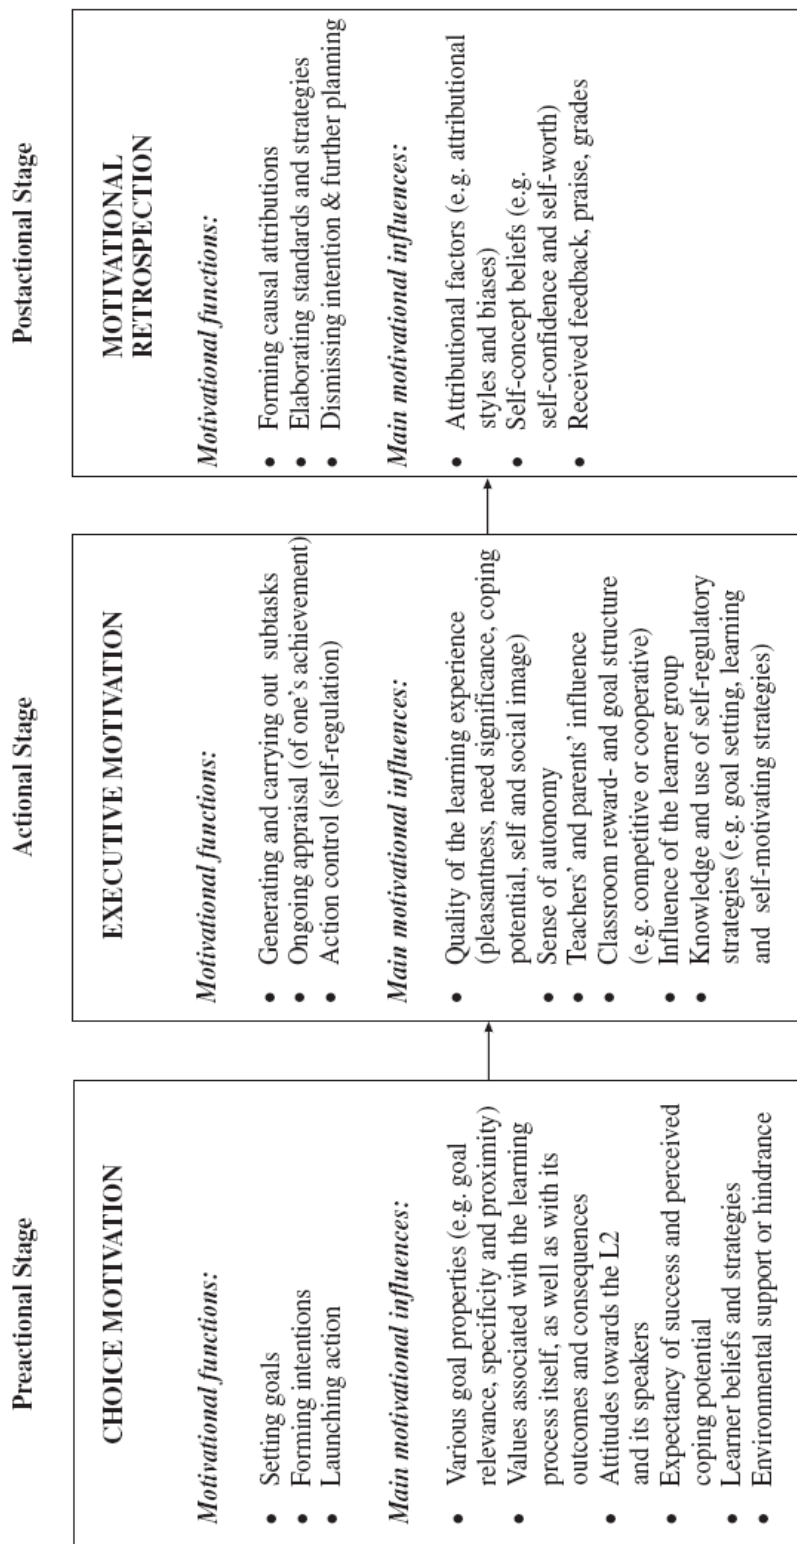 Preactional Stage
CHOICE MOTIVATION
Motivational functions:
• Setting goals
• Forming intentions
• Launching action
Main motivational influences:
• Various goal properties (e.g. goal
relevance, specificity and proximity)
• Values associated with the learning
process itself, as well as with its
outcomes and consequences
• Attitudes towards the L2
and its speakers
• Expectancy of success and perceived
coping potential
• Learner beliefs and strategies
• Environmental support or hindrance
Actional Stage
EXECUTIVE MOTIVATION
Motivational functions:
• Generating and carrying out subtasks
• Ongoing appraisal (of one's achievement)
• Action control (self-regulation)
Main motivational influences:
• Quality of the learning experience
(pleasantness, need significance, coping
potential, self and social image)
• Sense of autonomy
• Teachers' and parents' influence
• Classroom reward- and goal structure
(e.g. competitive or cooperative)
• Influence of the learner group
• Knowledge and use of self-regulatory
strategies (e.g. goal setting, learning
and self-motivating strategies)
Postactional Stage
MOTIVATIONAL
RETROSPECTION
Motivational functions:
• Forming causal attributions
• Elaborating standards and strategies
• Dismissing intention & further planning
Main motivational influences:
• Attributional factors (e.g. attributional
styles and biases)
• Self-concept beliefs (e.g.
self-confidence and self-worth)
• Received feedback, praise, grades